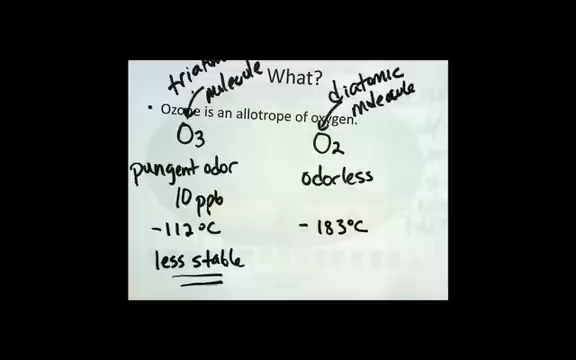 What?
molecule
diatomic
molecule
• Ozone is an allotrope of oxygen.
O3
O2
pungent odor
odorless
10 ppb
-112°C
- 183°C
less stable